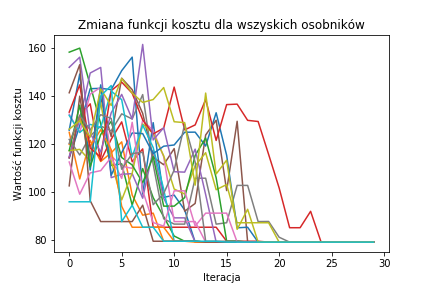 Zmiana funkcji kosztu dla wszyskich osobników
Wartość funkcji kosztu
160
140
120
100
80
0 5 10 15 20 25 30
Iteracja